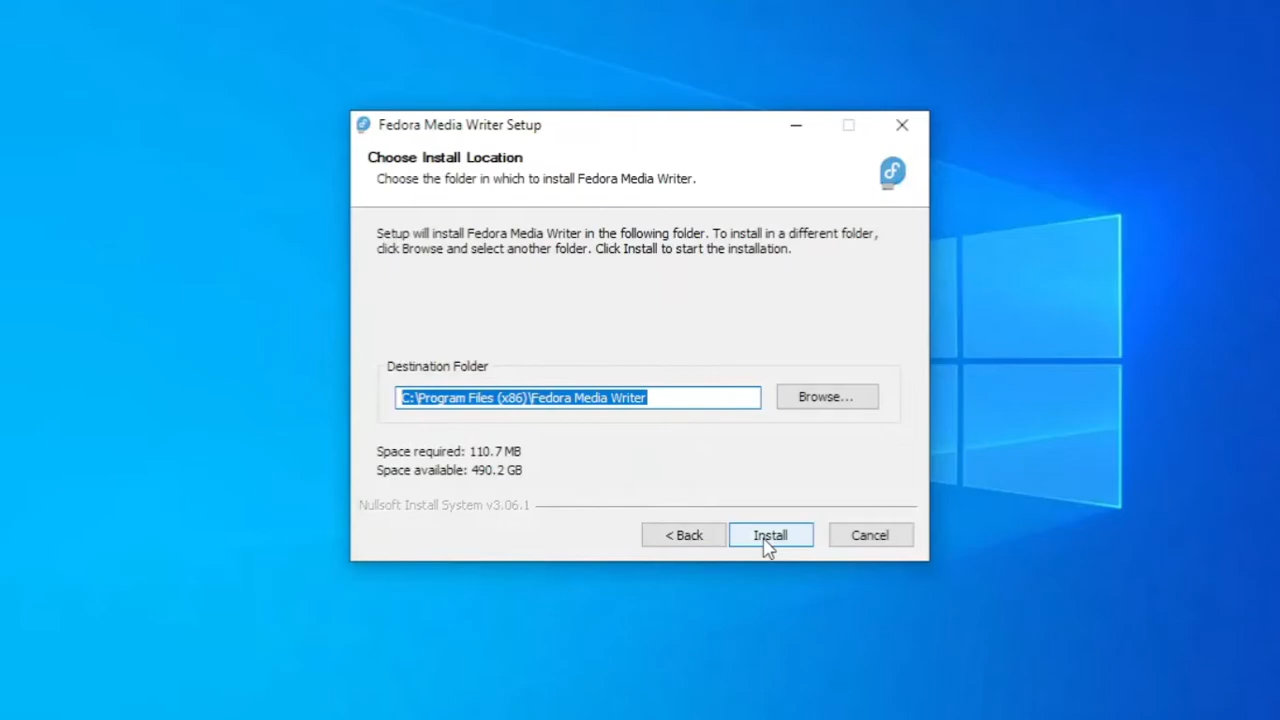 Fedora Media Writer Setup
Choose Install Location
Choose the folder in which to install Fedora Media Writer.
Setup will install Fedora Media Writer in the following folder. To install in a different folder,
click Browse and select another folder. Click Install to start the installation.
Destination Folder
C:\Program Files (x86)\Fedora Media Writer
Browse...
Space required: 110.7 MB
Space available: 490.2 GB
Nullsoft Install System v3.06.1
< Back
Install
Cancel